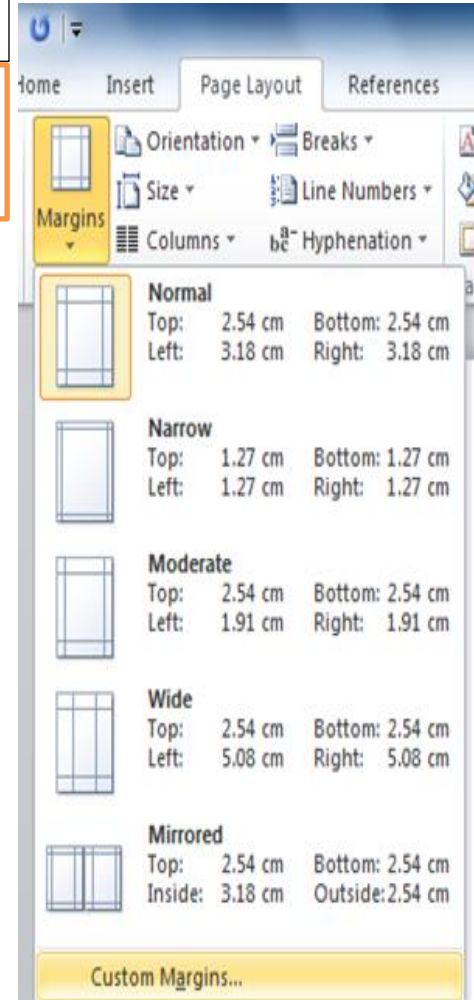 Home Insert Page Layout References
Orientation Breaks
Size Line Numbers
Margins
Columns Hyphenation
Normal
Top: 2.54 cm Bottom: 2.54 cm
Left: 3.18 cm Right: 3.18 cm
Narrow
Top: 1.27 cm Bottom: 1.27 cm
Left: 1.27 cm Right: 1.27 cm
Moderate
Top: 2.54 cm Bottom: 2.54 cm
Left: 1.91 cm Right: 1.91 cm
Wide
Top: 2.54 cm Bottom: 2.54 cm
Left: 5.08 cm Right: 5.08 cm
Mirrored
Top: 2.54 cm Bottom: 2.54 cm
Inside: 3.18 cm Outside: 2.54 cm
Custom Margins...